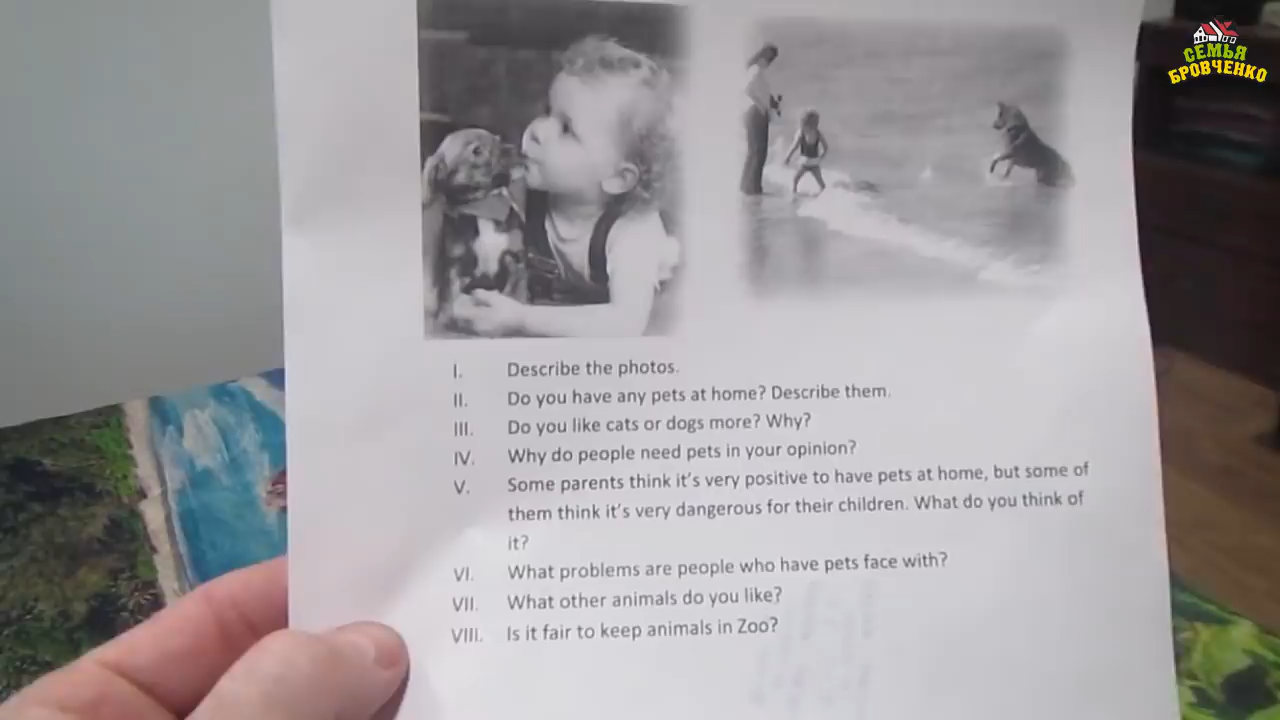 СЕМЬЯ
БРОВЧЕНКО
I. Describe the photos.
II. Do you have any pets at home? Describe them.
III. Do you like cats or dogs more? Why?
IV. Why do people need pets in your opinion?
V. Some parents think it's very positive to have pets at home, but some of
them think it's very dangerous for their children. What do you think of
it?
VI. What problems are people who have pets face with?
VII. What other animals do you like?
VIII. Is it fair to keep animals in Zoo?